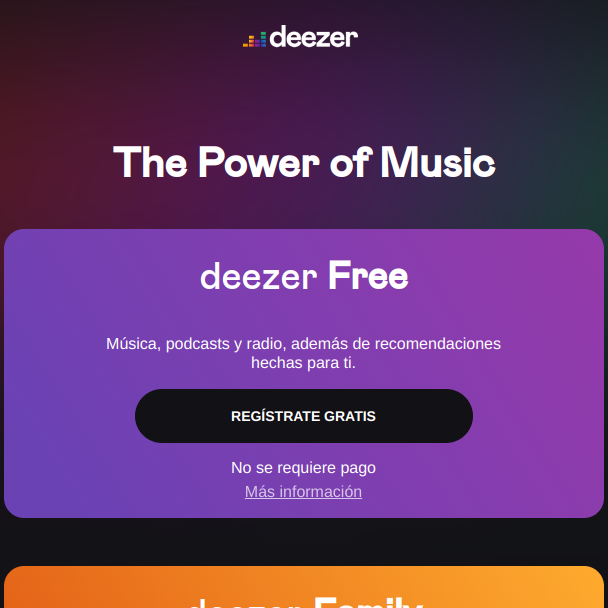 deezer
The Power of Music
deezer Free
Música, podcasts y radio, además de recomendaciones
hechas para ti.
REGÍSTRATE GRATIS
No se requiere pago
Más información
deezer Family